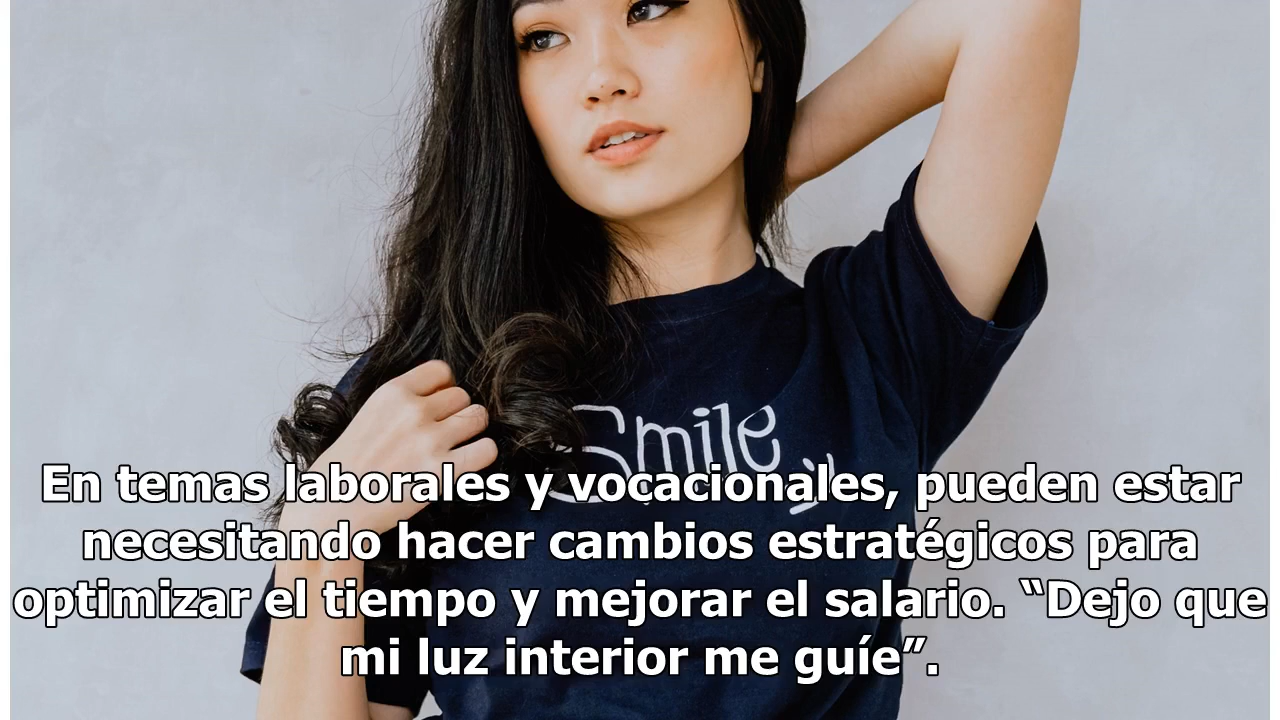 Smile
En temas laborales y vocacionales, pueden estar
necesitando hacer cambios estratégicos para
optimizar el tiempo y mejorar el salario. “Dejo que
mi luz interior me guíe”.